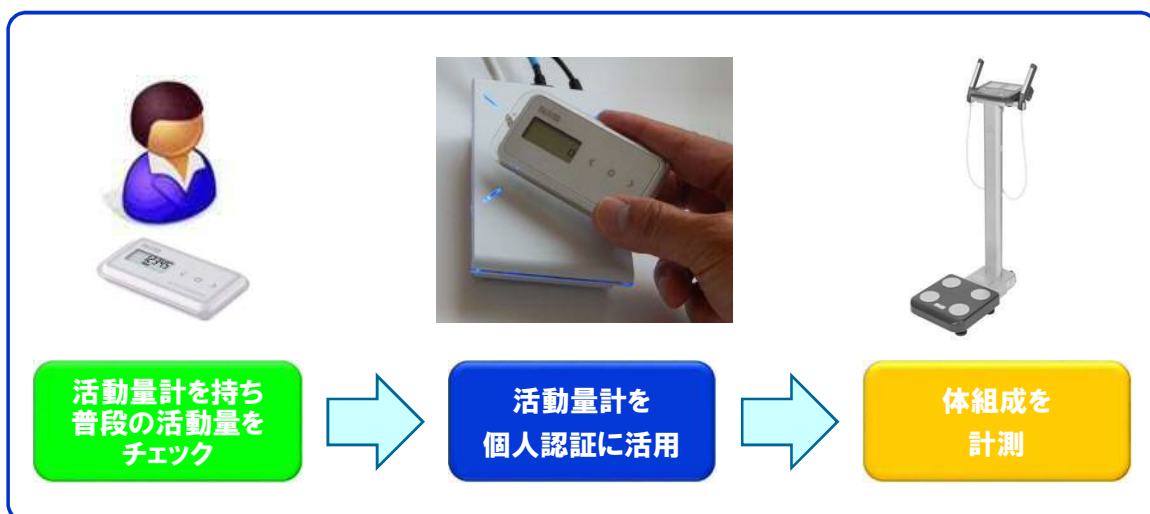 活動量計を持ち
普段の活動量を
チェック
活動量計を
個人認証に活用
体組成を
計測